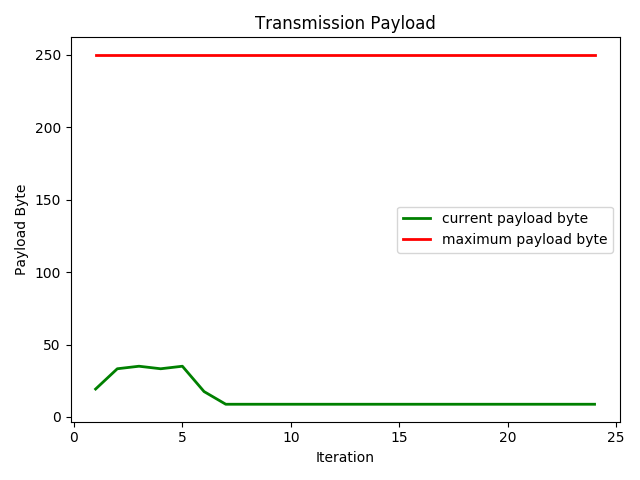 Transmission Payload
250
200
150
100
50
0
Payload Byte
current payload byte
maximum payload byte
0
5
10
15
20
25
Iteration